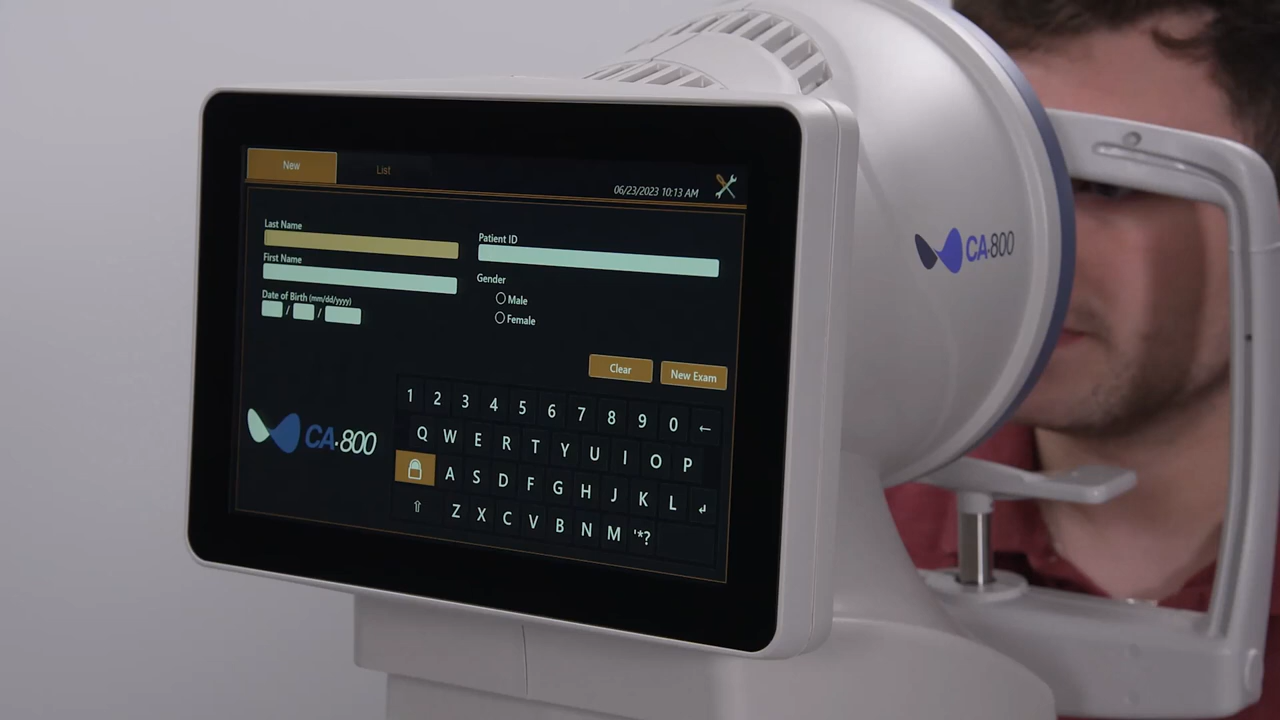 New
List
06/23/2023 10:13 AM
Last Name
Patient ID
First Name
Gender
Male
Date of Birth (mm/dd/yyyy)
/ /
Female
Clear
New Exam
1 2 3 4 5 6 7 8 9 0 ←
Q W E R T Y U I O P
A S D F G H J K L ↲
⇧ Z X C V B N M '*?
CA·800
CA·800